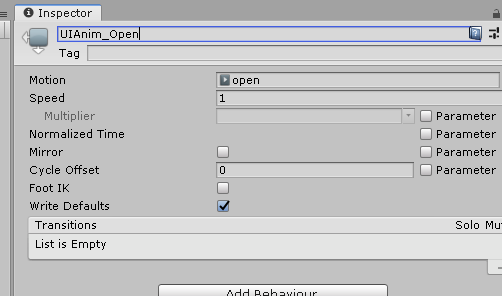 Inspector
UIAnim_Open
Tag
Motion open
Speed 1
Multiplier Parameter
Normalized Time Parameter
Mirror Parameter
Cycle Offset 0 Parameter
Foot IK
Write Defaults
Transitions Solo Mu
List is Empty
Add Behaviour